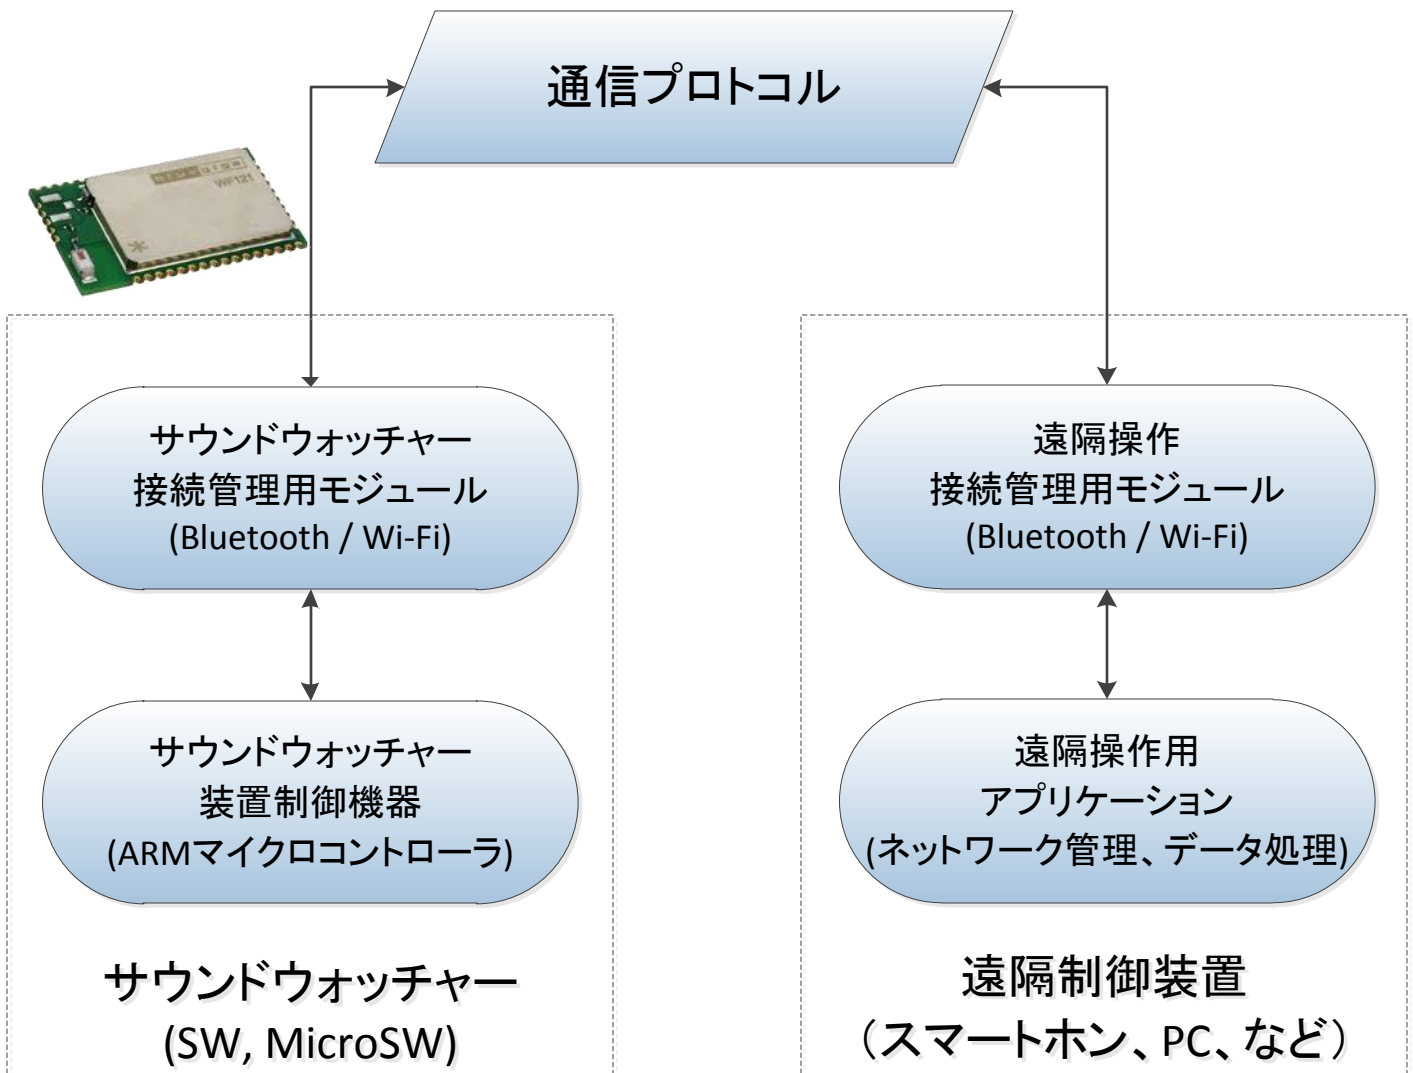 通信プロトコル
bluegiga
WF121
サウンドウォッチャー
接続管理用モジュール
(Bluetooth / Wi-Fi)
遠隔操作
接続管理用モジュール
(Bluetooth / Wi-Fi)
サウンドウォッチャー
装置制御機器
(ARMマイクロコントローラ)
遠隔操作用
アプリケーション
(ネットワーク管理、データ処理)
サウンドウォッチャー
(SW, MicroSW)
遠隔制御装置
（スマートホン、PC、など）